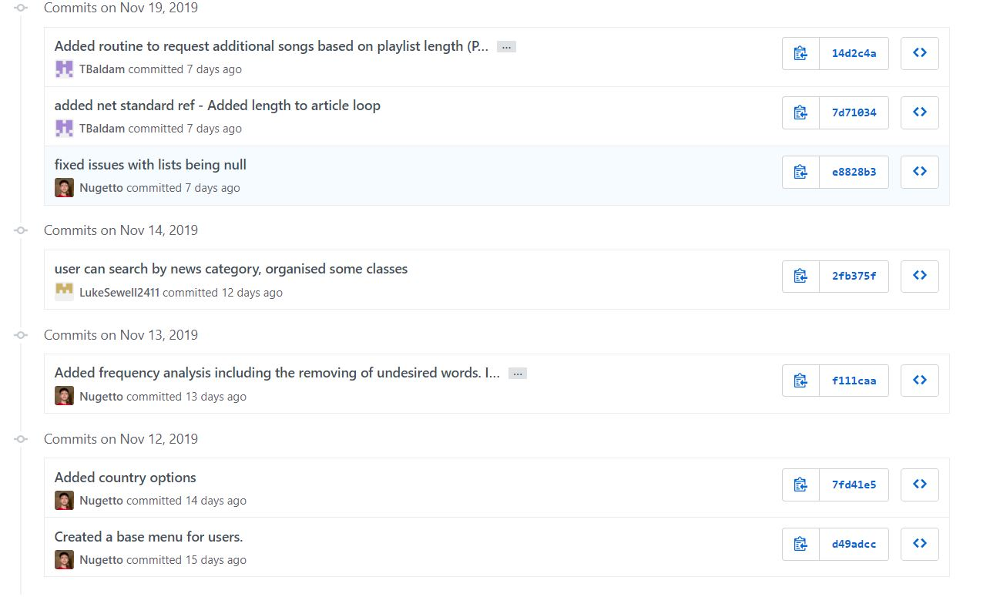 Commits on Nov 19, 2019
Added routine to request additional songs based on playlist length (P... ...
14d2c4a
TBaldam committed 7 days ago
added net standard ref - Added length to article loop
7d71034
TBaldam committed 7 days ago
fixed issues with lists being null
e8828b3
Nugetto committed 7 days ago
Commits on Nov 14, 2019
user can search by news category, organised some classes
2fb375f
LukeSewell2411 committed 12 days ago
Commits on Nov 13, 2019
Added frequency analysis including the removing of undesired words. I... ...
f111caa
Nugetto committed 13 days ago
Commits on Nov 12, 2019
Added country options
7fd41e5
Nugetto committed 14 days ago
Created a base menu for users.
d49adcc
Nugetto committed 15 days ago